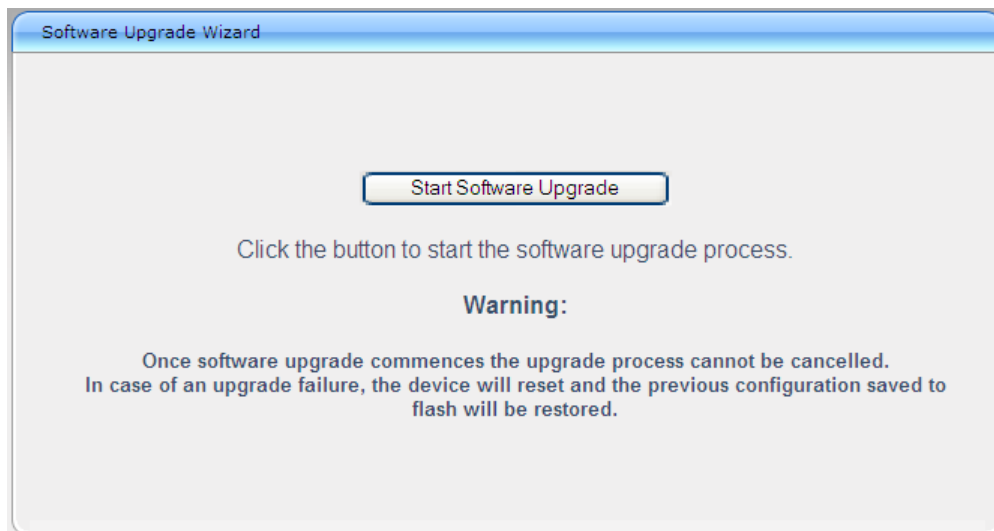 Software Upgrade Wizard
Start Software Upgrade
Click the button to start the software upgrade process.
Warning:
Once software upgrade commences the upgrade process cannot be cancelled.
In case of an upgrade failure, the device will reset and the previous configuration saved to
flash will be restored.